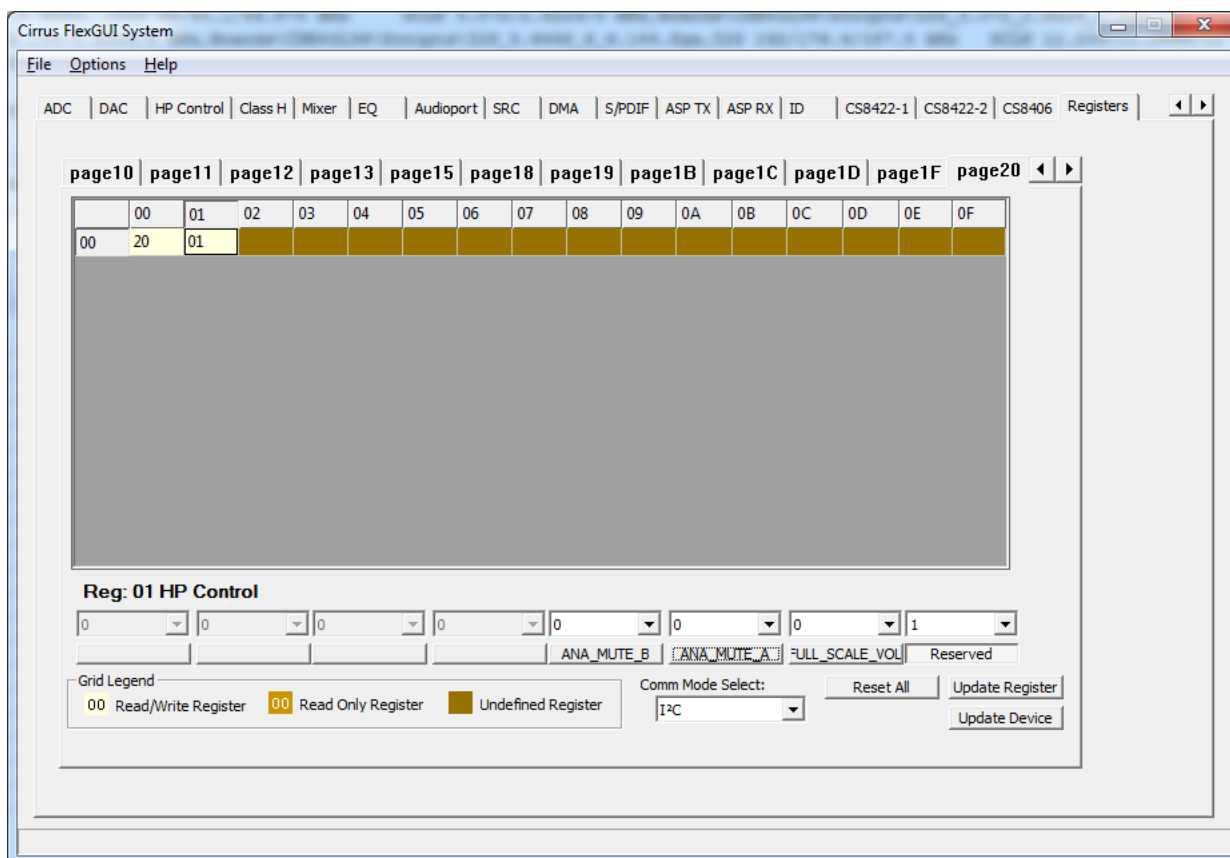 Cirrus FlexGUI System
File Options Help
ADC DAC HP Control Class H Mixer EQ Audioport SRC DMA S/PDIF ASP TX ASP RX ID CS8422-1 CS8422-2 CS8406 Registers
page10 page11 page12 page13 page15 page18 page19 page1B page1C page1D page1F page20
00 01 02 03 04 05 06 07 08 09 0A 0B 0C 0D 0E 0F
00 20 01
Reg: 01 HP Control
0 0 0 0 0 0 0 1
ANA_MUTE_B ANA_MUTE_A FULL_SCALE_VOL Reserved
Grid Legend
00 Read/Write Register 00 Read Only Register Undefined Register
Comm Mode Select:
I²C
Reset All Update Register
Update Device